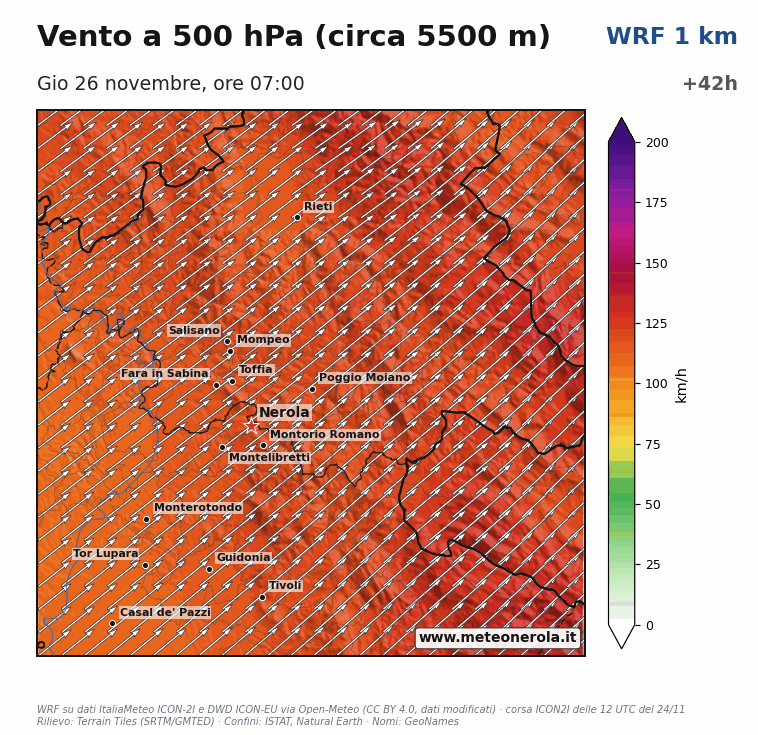 Vento a 500 hPa (circa 5500 m)
WRF 1 km
Gio 26 novembre, ore 07:00
+42h
Rieti
Salisano
Mompeo
Fara in Sabina
Toffia
Poggio Moiano
Nerola
Montorio Romano
Montelibretti
Monterotondo
Tor Lupara
Guidonia
Tivoli
Casal de' Pazzi
www.meteonerola.it
200
175
150
125
100
75
50
25
0
km/h
WRF su dati ItaliaMeteo ICON-2I e DWD ICON-EU via Open-Meteo (CC BY 4.0, dati modificati) · corsa ICON2I delle 12 UTC del 24/11
Rilievo: Terrain Tiles (SRTM/GMTED) · Confini: ISTAT, Natural Earth · Nomi: GeoNames